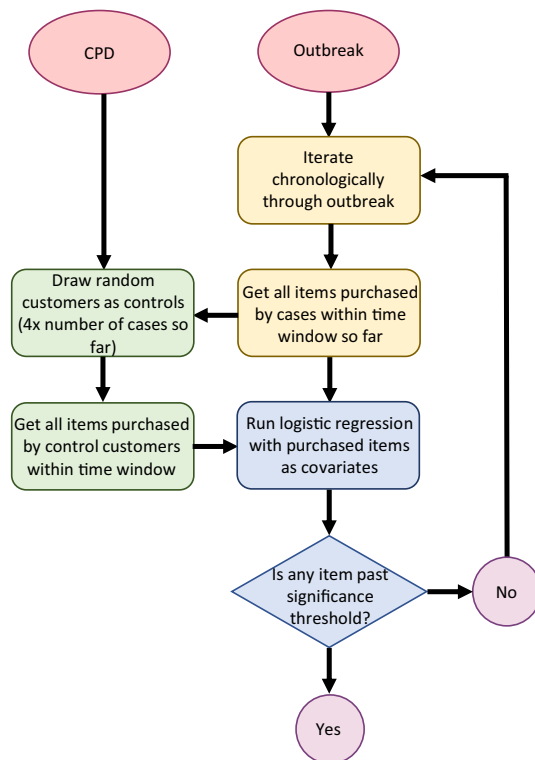 CPD
Outbreak
Iterate
chronologically
through outbreak
Draw random
customers as controls
(4x number of cases so
far)
Get all items purchased
by cases within time
window so far
Get all items purchased
by control customers
within time window
Run logistic regression
with purchased items
as covariates
Is any item past
significance
threshold?
No
Yes